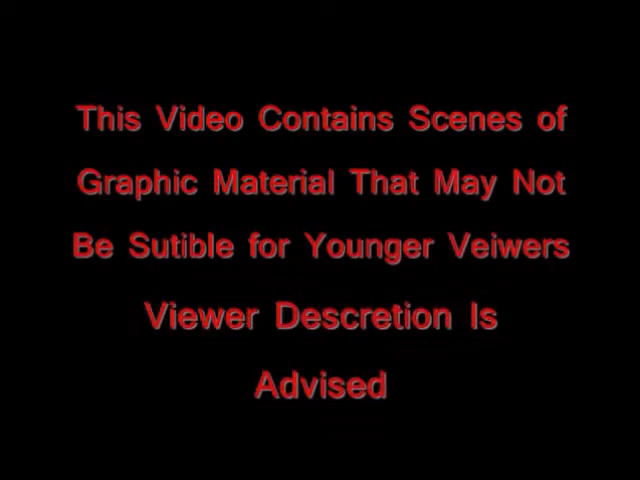 This Video Contains Scenes of
Graphic Material That May Not
Be Sutible for Younger Veiwers
Viewer Descretion Is
Advised